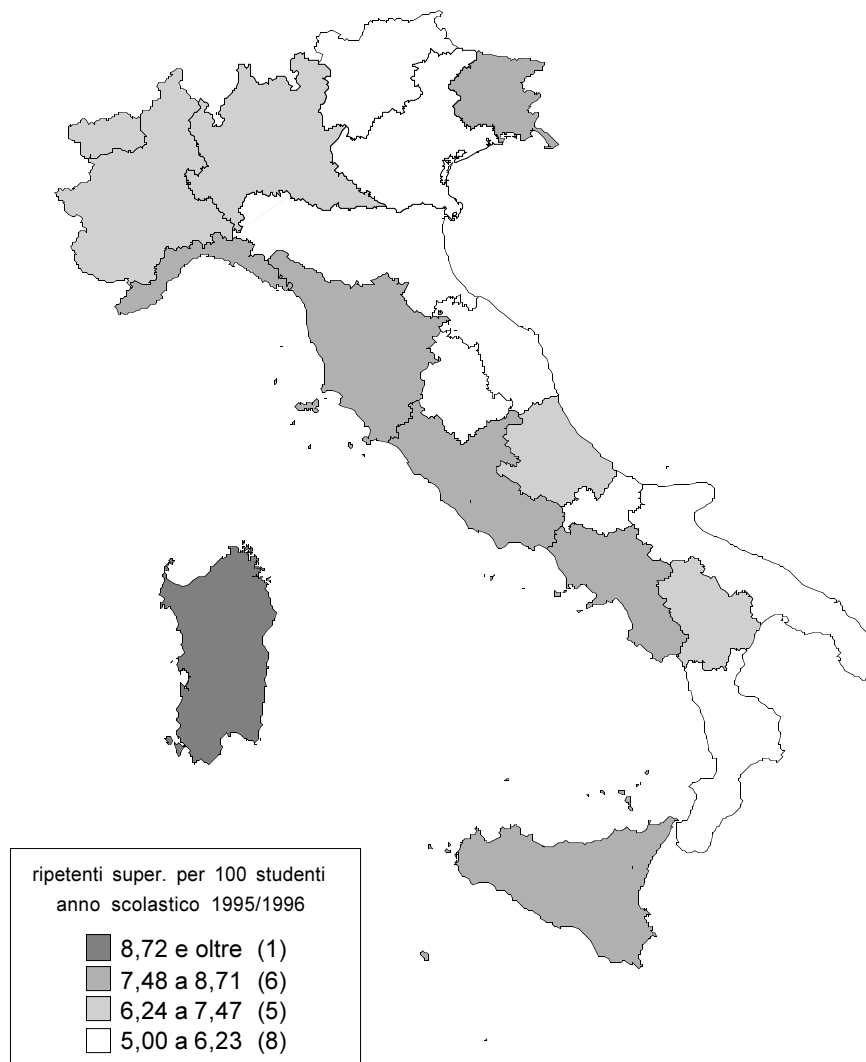 ripetenti super. per 100 studenti
anno scolastico 1995/1996
8,72 e oltre (1)
7,48 a 8,71 (6)
6,24 a 7,47 (5)
5,00 a 6,23 (8)